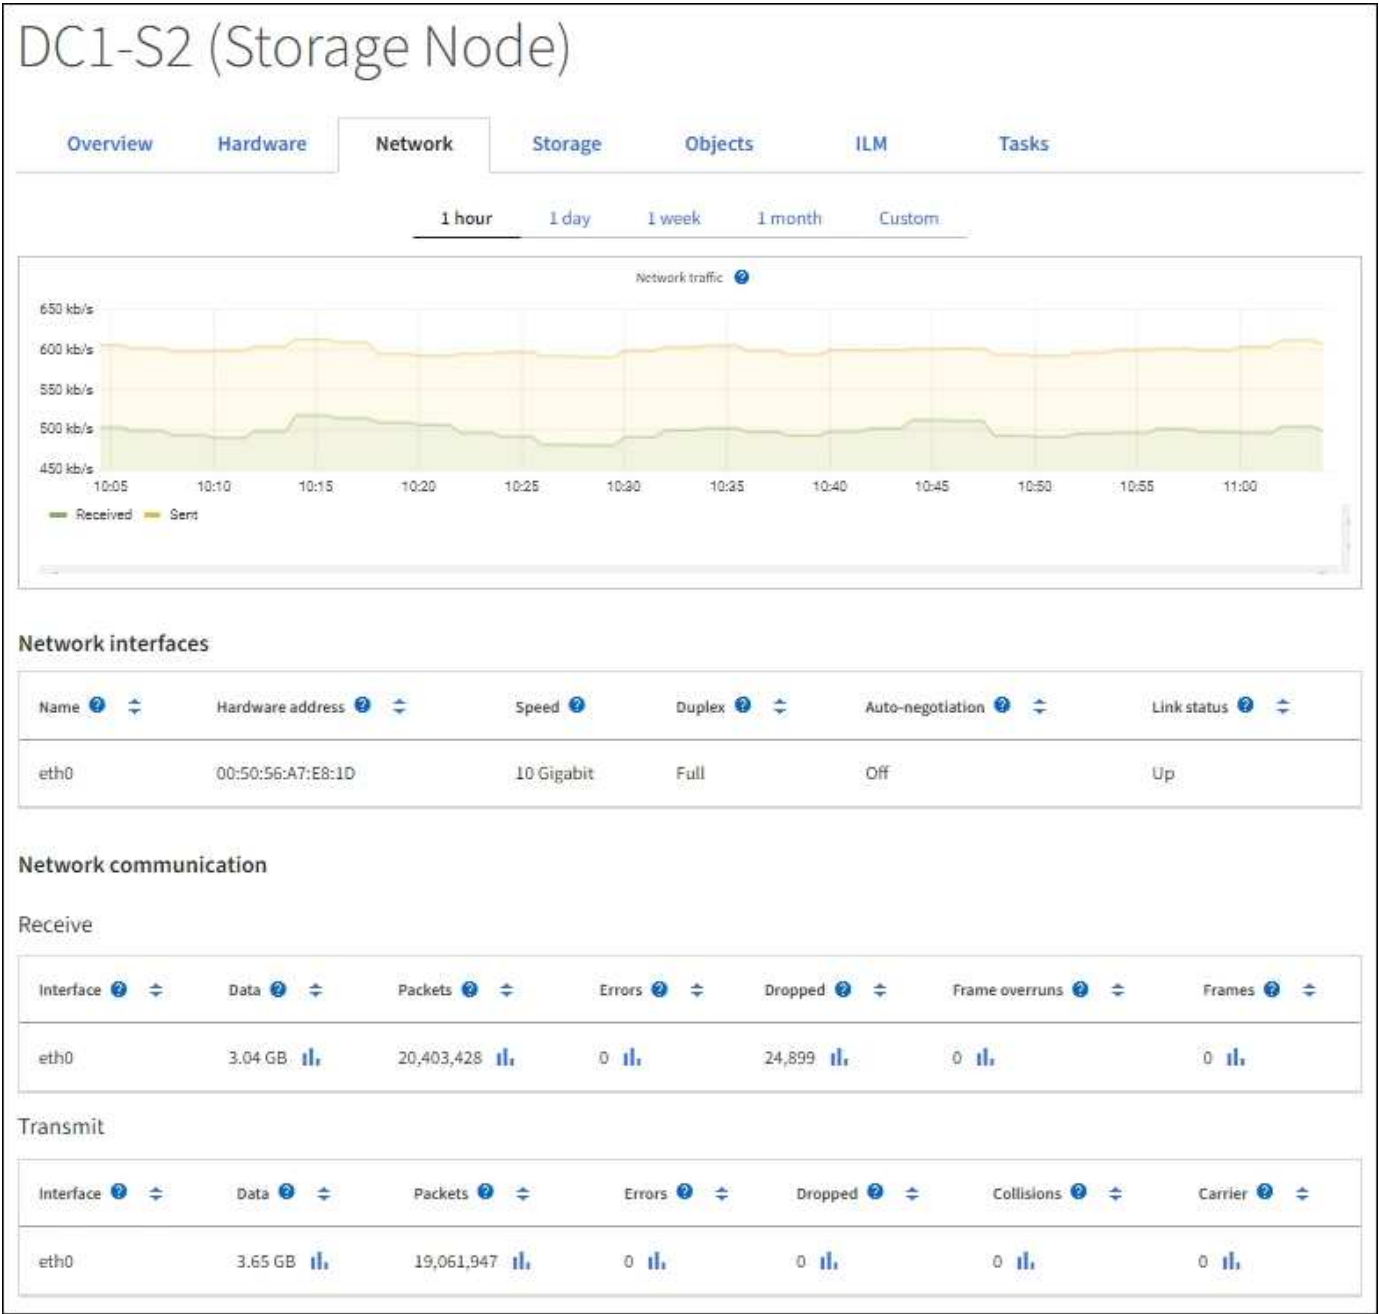 DC1-S2 (Storage Node)
Overview Hardware Network Storage Objects ILM Tasks
1 hour 1 day 1 week 1 month Custom
Network traffic
650 kb/s
600 kb/s
550 kb/s
500 kb/s
450 kb/s
10:05 10:10 10:15 10:20 10:25 10:30 10:35 10:40 10:45 10:50 10:55 11:00
Received Sent
Network interfaces
Name Hardware address Speed Duplex Auto-negotiation Link status
eth0 00:50:56:A7:E8:1D 10 Gigabit Full Off Up
Network communication
Receive
Interface Data Packets Errors Dropped Frame overruns Frames
eth0 3.04 GB 20,403,428 0 24,899 0 0
Transmit
Interface Data Packets Errors Dropped Collisions Carrier
eth0 3.65 GB 19,061,947 0 0 0 0